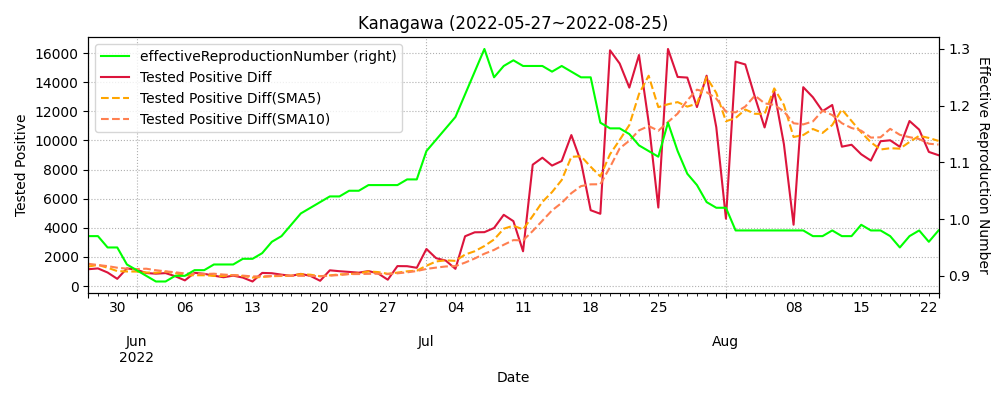 Kanagawa (2022-05-27~2022-08-25)
effectiveReproductionNumber (right)
Tested Positive Diff
Tested Positive Diff(SMA5)
Tested Positive Diff(SMA10)
Tested Positive
16000
14000
12000
10000
8000
6000
4000
2000
0
1.3
1.2
1.1
1.0
0.9
Effective Reproduction Number
30 06 13 20 27 04 11 18 25 08 15 22
Jun Jul Aug
2022
Date